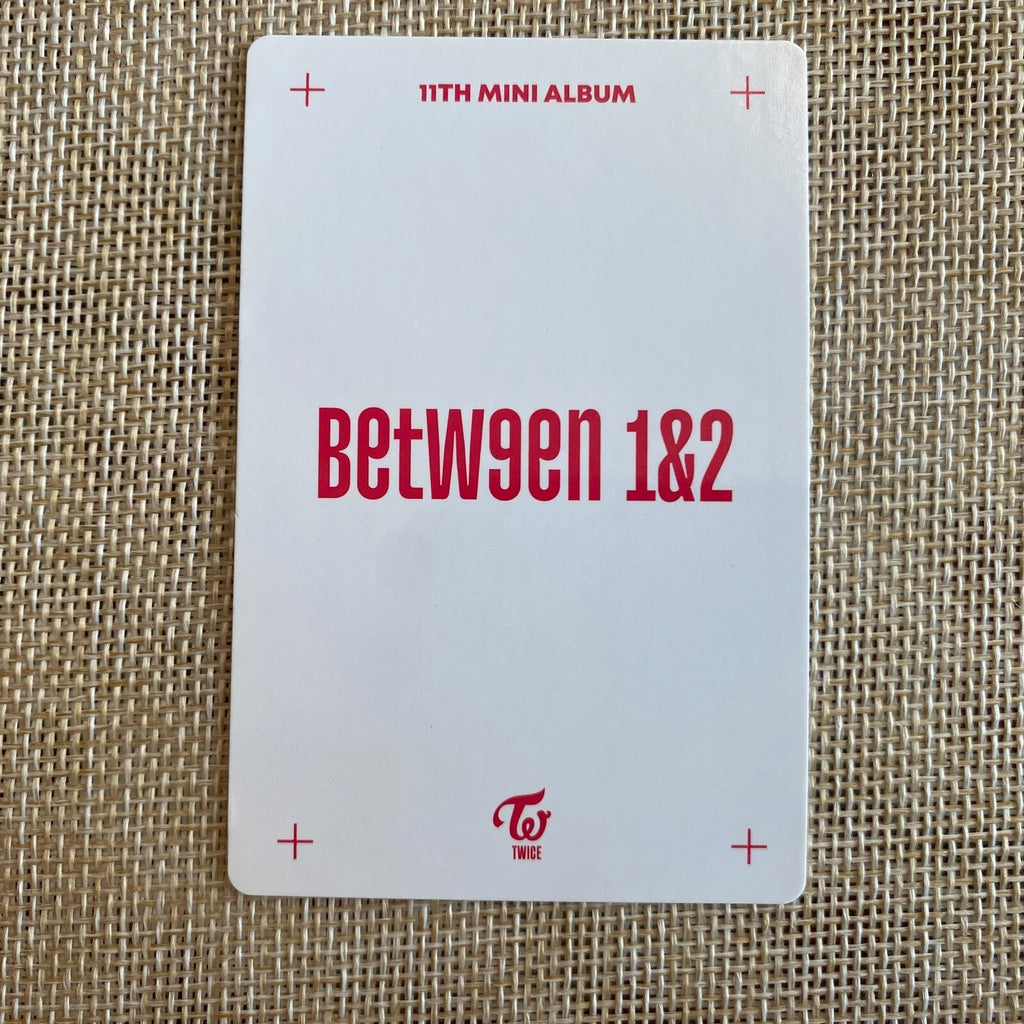 11TH MINI ALBUM
Betw9en 1&2
TWICE